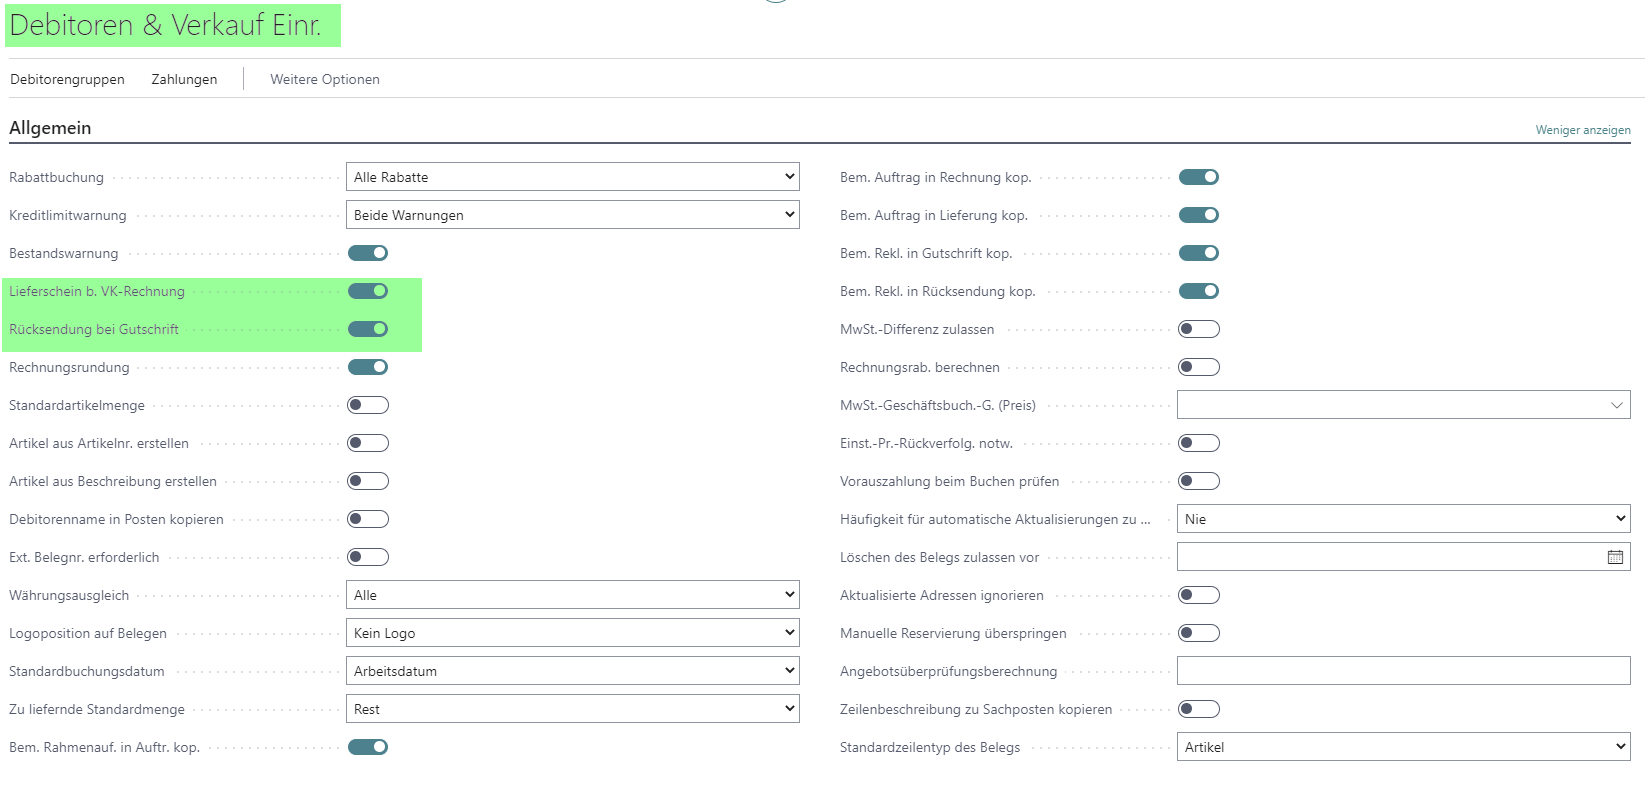 Debitoren & Verkauf Einr.
Debitorengruppen Zahlungen Weitere Optionen
Allgemein
Weniger anzeigen
Rabattbuchung Alle Rabatte
Kreditlimitwarnung Beide Warnungen
Bestandswarnung
Lieferschein b. VK-Rechnung
Rücksendung bei Gutschrift
Rechnungsrundung
Standardartikelmenge
Artikel aus Artikelnr. erstellen
Artikel aus Beschreibung erstellen
Debitorenname in Posten kopieren
Ext. Belegnr. erforderlich
Währungsausgleich Alle
Logoposition auf Belegen Kein Logo
Standardbuchungsdatum Arbeitsdatum
Zu liefernde Standardmenge Rest
Bem. Rahmenauf. in Auftr. kop.
Bem. Auftrag in Rechnung kop.
Bem. Auftrag in Lieferung kop.
Bem. Rekl. in Gutschrift kop.
Bem. Rekl. in Rücksendung kop.
MwSt.-Differenz zulassen
Rechnungsrab. berechnen
MwSt.-Geschäftsbuch.-G. (Preis)
Einst.-Pr.-Rückverfolg. notw.
Vorauszahlung beim Buchen prüfen
Häufigkeit für automatische Aktualisierungen zu ... Nie
Löschen des Belegs zulassen vor
Aktualisierte Adressen ignorieren
Manuelle Reservierung überspringen
Angebotsüberprüfungsberechnung
Zeilenbeschreibung zu Sachposten kopieren
Standardzeilentyp des Belegs Artikel